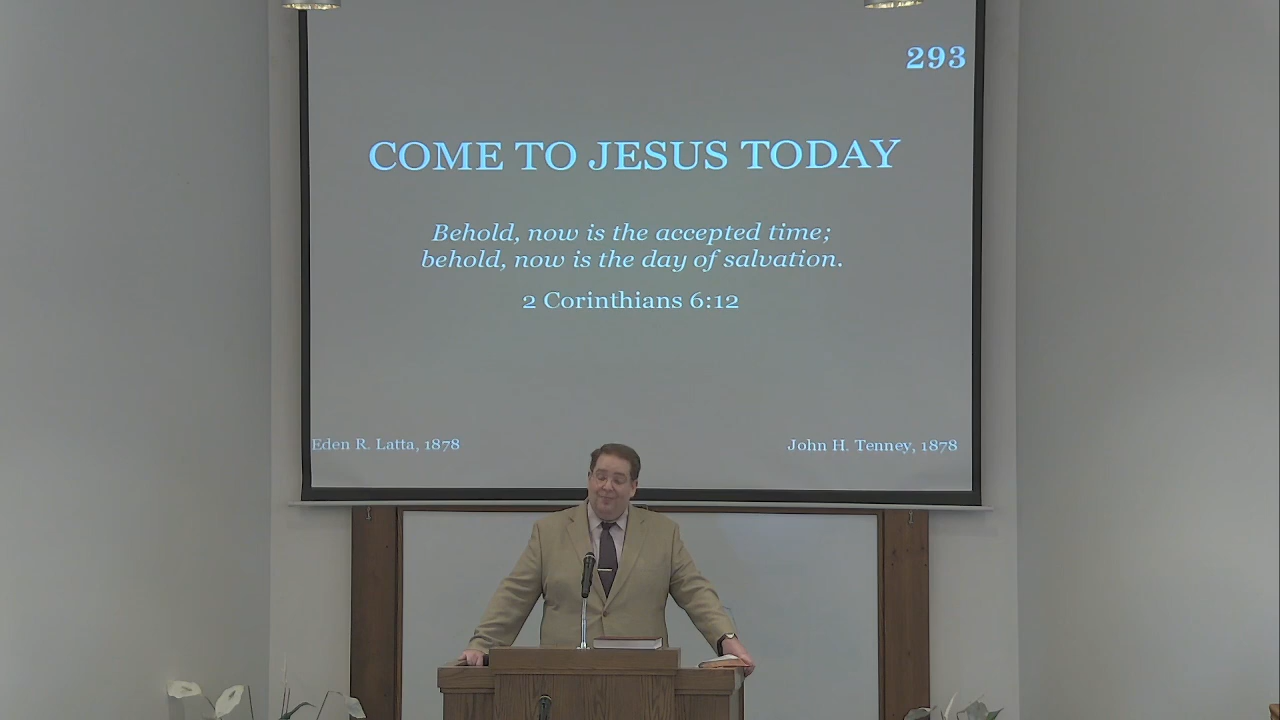 293
COME TO JESUS TODAY
Behold, now is the accepted time;
behold, now is the day of salvation.
2 Corinthians 6:12
Eden R. Latta, 1878
John H. Tenney, 1878